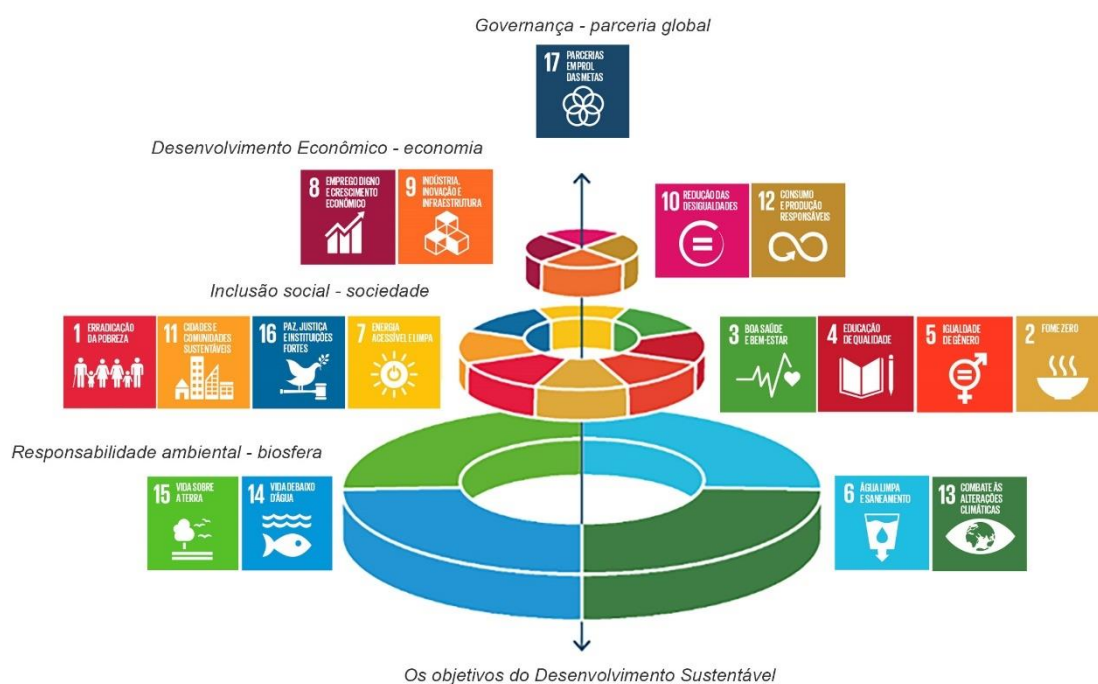 Governança - parceria global
17 PARCERIAS
EM PROL
DAS METAS
Desenvolvimento Econômico - economia
8 EMPREGO DIGNO
E CRESCIMENTO
ECONÔMICO
9 INDÚSTRIA,
INOVAÇÃO E
INFRAESTRUTURA
10 REDUÇÃO DAS
DESIGUALDADES
12 CONSUMO
E PRODUÇÃO
RESPONSÁVEIS
Inclusão social - sociedade
1 ERRADICAÇÃO
DA POBREZA
11 CIDADES E
COMUNIDADES
SUSTENTÁVEIS
16 PAZ, JUSTIÇA
E INSTITUIÇÕES
FORTES
7 ENERGIA
ACESSÍVEL E LIMPA
3 BOA SAÚDE
E BEM-ESTAR
4 EDUCAÇÃO
DE QUALIDADE
5 IGUALDADE
DE GÊNERO
2 FOME ZERO
Responsabilidade ambiental - biosfera
15 VIDA SOBRE
A TERRA
14 VIDA DEBAIXO
D'ÁGUA
6 ÁGUA LIMPA
E SANEAMENTO
13 COMBATE ÀS
ALTERAÇÕES
CLIMÁTICAS
Os objetivos do Desenvolvimento Sustentável